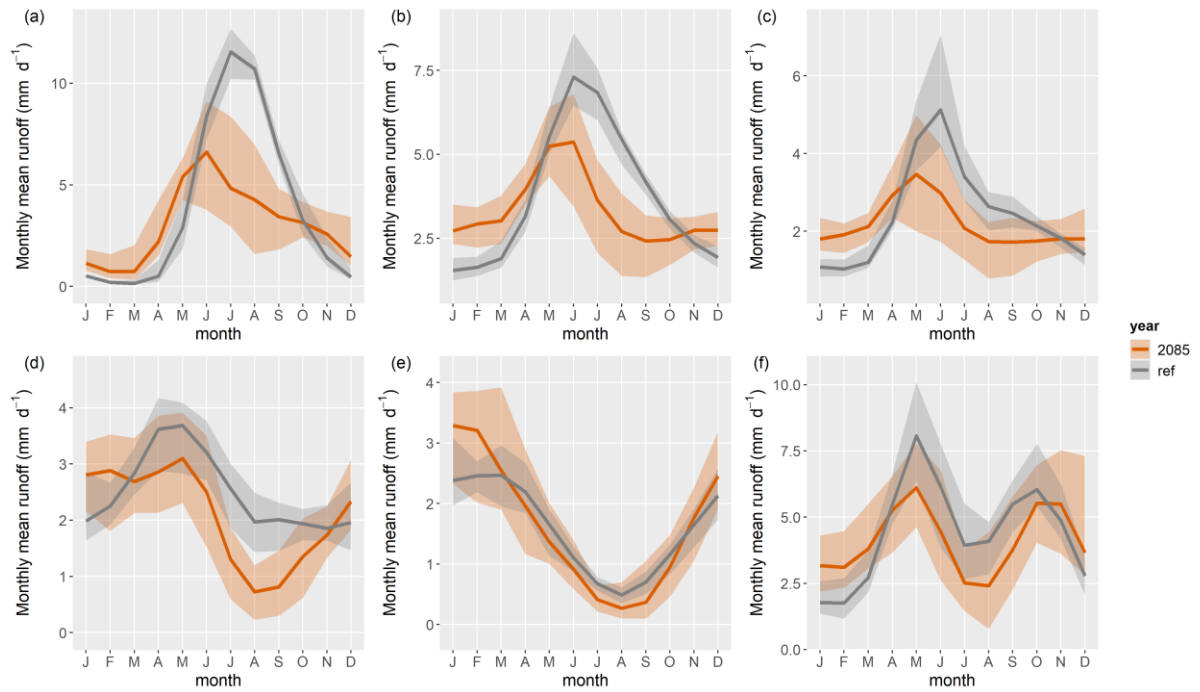 (a)
Monthly mean runoff (mm d⁻¹)
10
5
0
J F M A M J J A S O N D
month
(b)
Monthly mean runoff (mm d⁻¹)
7.5
5.0
2.5
J F M A M J J A S O N D
month
(c)
Monthly mean runoff (mm d⁻¹)
6
4
2
J F M A M J J A S O N D
month
year
2085
ref
(d)
Monthly mean runoff (mm d⁻¹)
4
3
2
1
0
J F M A M J J A S O N D
month
(e)
Monthly mean runoff (mm d⁻¹)
4
3
2
1
0
J F M A M J J A S O N D
month
(f)
Monthly mean runoff (mm d⁻¹)
10.0
7.5
5.0
2.5
0.0
J F M A M J J A S O N D
month